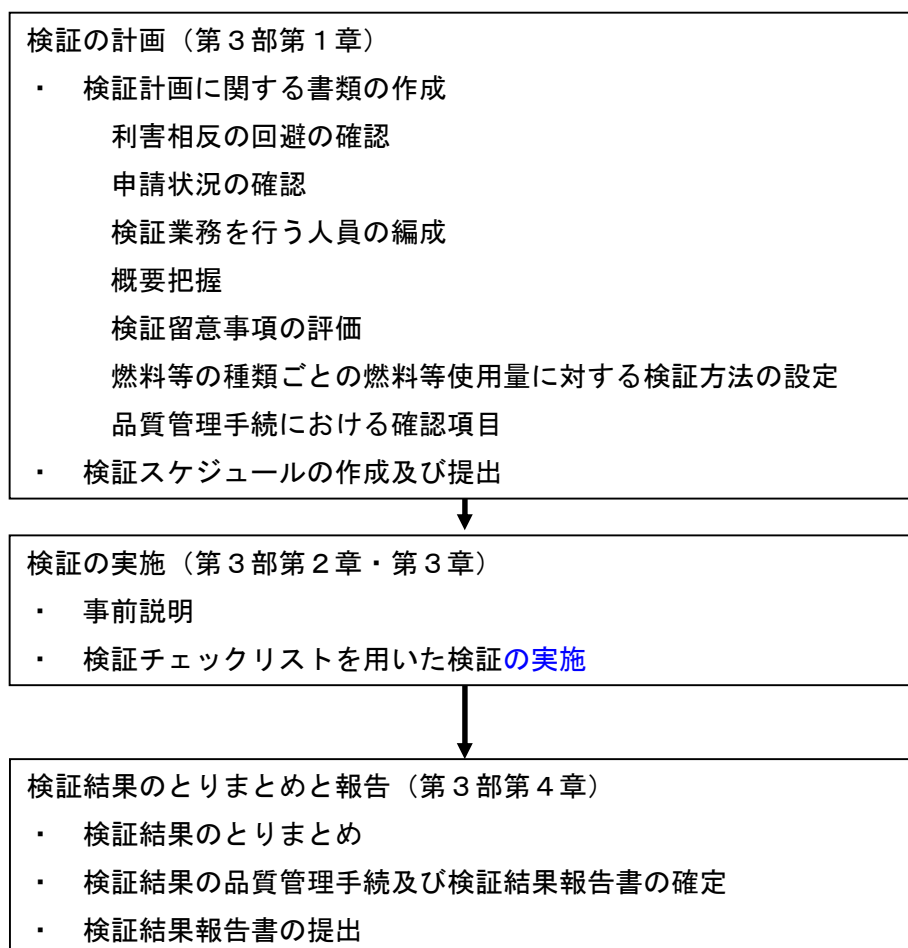 検証の計画（第３部第１章）
・ 検証計画に関する書類の作成
利害相反の回避の確認
申請状況の確認
検証業務を行う人員の編成
概要把握
検証留意事項の評価
燃料等の種類ごとの燃料等使用量に対する検証方法の設定
品質管理手続における確認項目
・ 検証スケジュールの作成及び提出
検証の実施（第３部第２章・第３章）
・ 事前説明
・ 検証チェックリストを用いた検証の実施
検証結果のとりまとめと報告（第３部第４章）
・ 検証結果のとりまとめ
・ 検証結果の品質管理手続及び検証結果報告書の確定
・ 検証結果報告書の提出